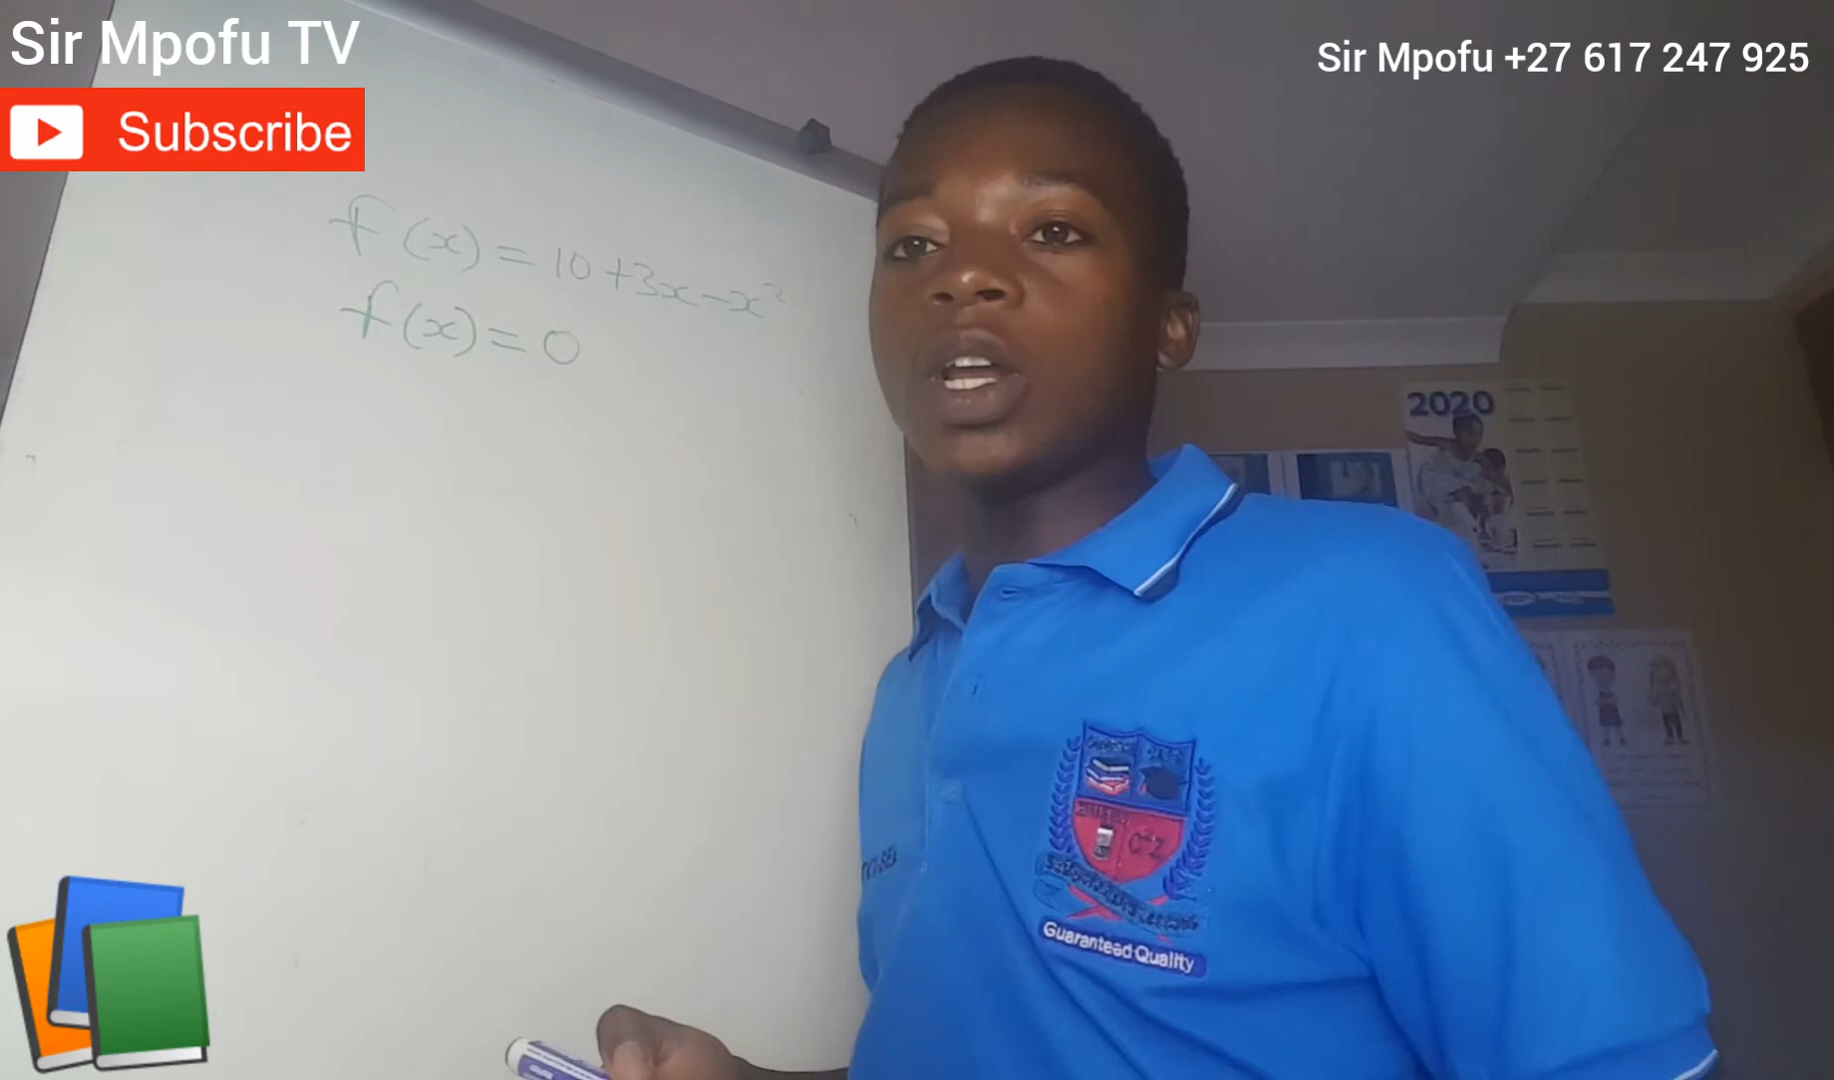 Sir Mpofu TV
Sir Mpofu +27 617 247 925
Subscribe
f(x) = 10 + 3x - x²
f(x) = 0
2020
Guaranteed Quality